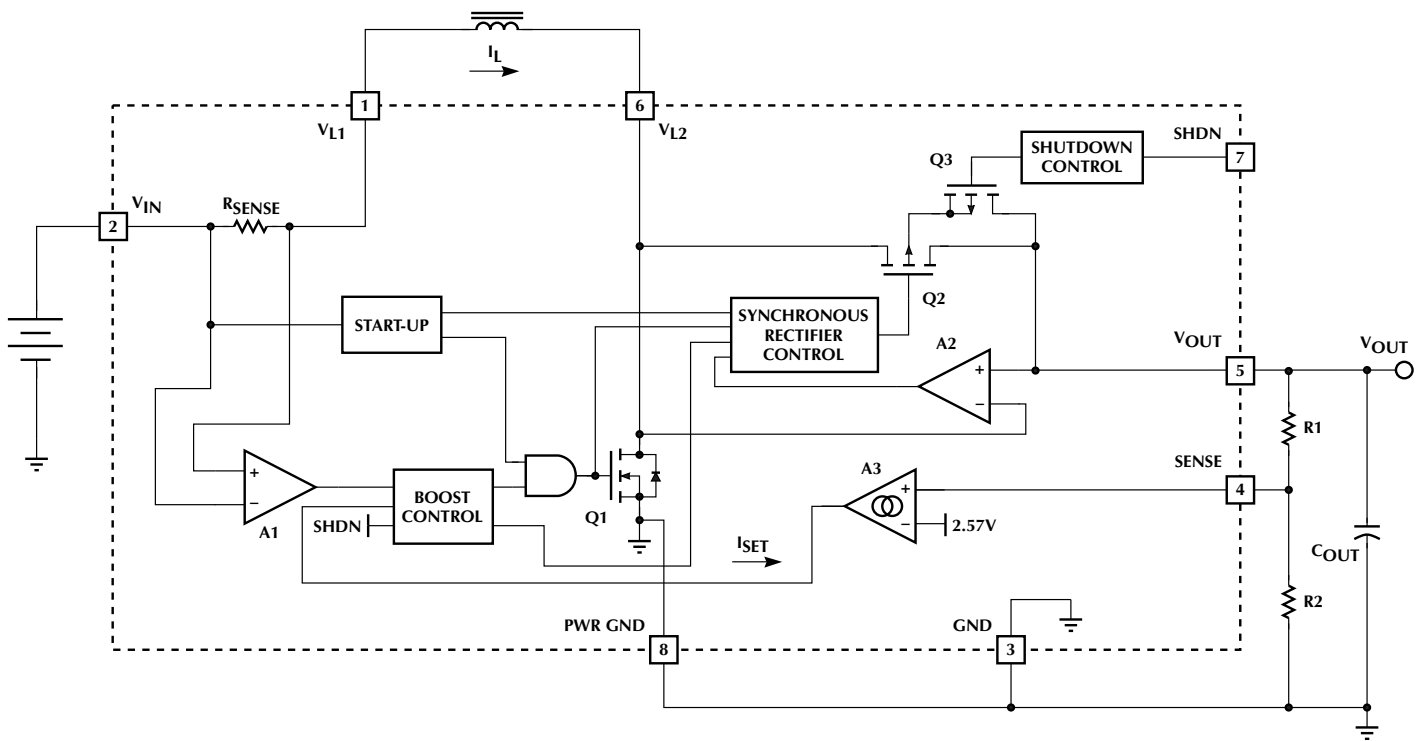 I_L
1
6
V_L1
V_L2
SHDN
7
SHUTDOWN
CONTROL
Q3
V_IN
2
R_SENSE
Q2
START-UP
SYNCHRONOUS
RECTIFIER
CONTROL
A2
+
−
V_OUT
5
V_OUT
R1
SENSE
4
A3
+
−
2.57V
+
−
A1
BOOST
CONTROL
SHDN
Q1
I_SET
C_OUT
R2
PWR GND
8
GND
3